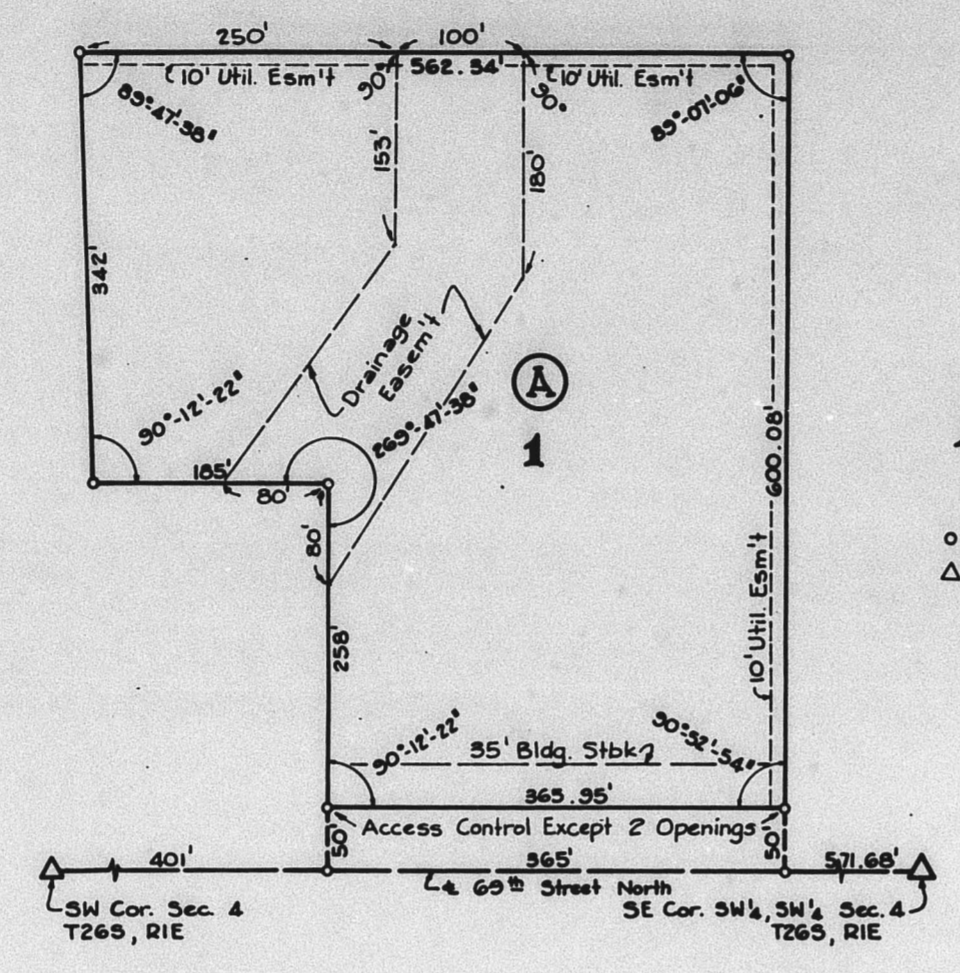 250'
100'
562.34'
10' Util. Esm't
90°
90°
10' Util. Esm't
89°-47'-38"
89°-07'-06"
153'
180'
342'
Drainage
Easem't
A
1
90°-12'-22"
269°-47'-38"
185'
80'
80'
600.08'
10' Util. Esm't
258'
90°-12'-22"
90°-52'-54"
35' Bldg. Stbk
365.95'
Access Control Except 2 Openings
50'
50'
401'
365'
571.68'
℄ 69th Street North
SW Cor. Sec. 4
T26S, R1E
SE Cor. SW¼, SW¼ Sec. 4
T26S, R1E